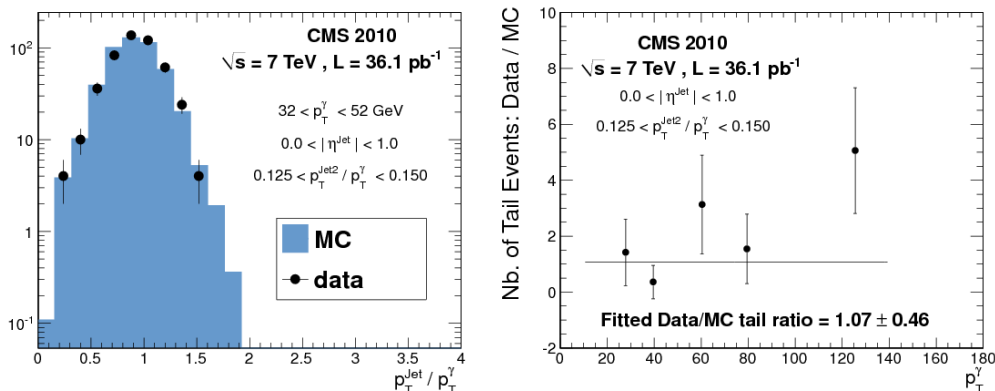 CMS 2010
√s = 7 TeV , L = 36.1 pb⁻¹
32 < p_T^γ < 52 GeV
0.0 < | η^Jet | < 1.0
0.125 < p_T^Jet2 / p_T^γ < 0.150
MC
data
10²
10
1
10⁻¹
0 0.5 1 1.5 2 2.5 3 3.5 4
p_T^Jet / p_T^γ
Nb. of Tail Events: Data / MC
10
8
6
4
2
0
-2
CMS 2010
√s = 7 TeV , L = 36.1 pb⁻¹
0.0 < | η^Jet | < 1.0
0.125 < p_T^Jet2 / p_T^γ < 0.150
Fitted Data/MC tail ratio = 1.07 ± 0.46
0 20 40 60 80 100 120 140 160 180
p_T^γ